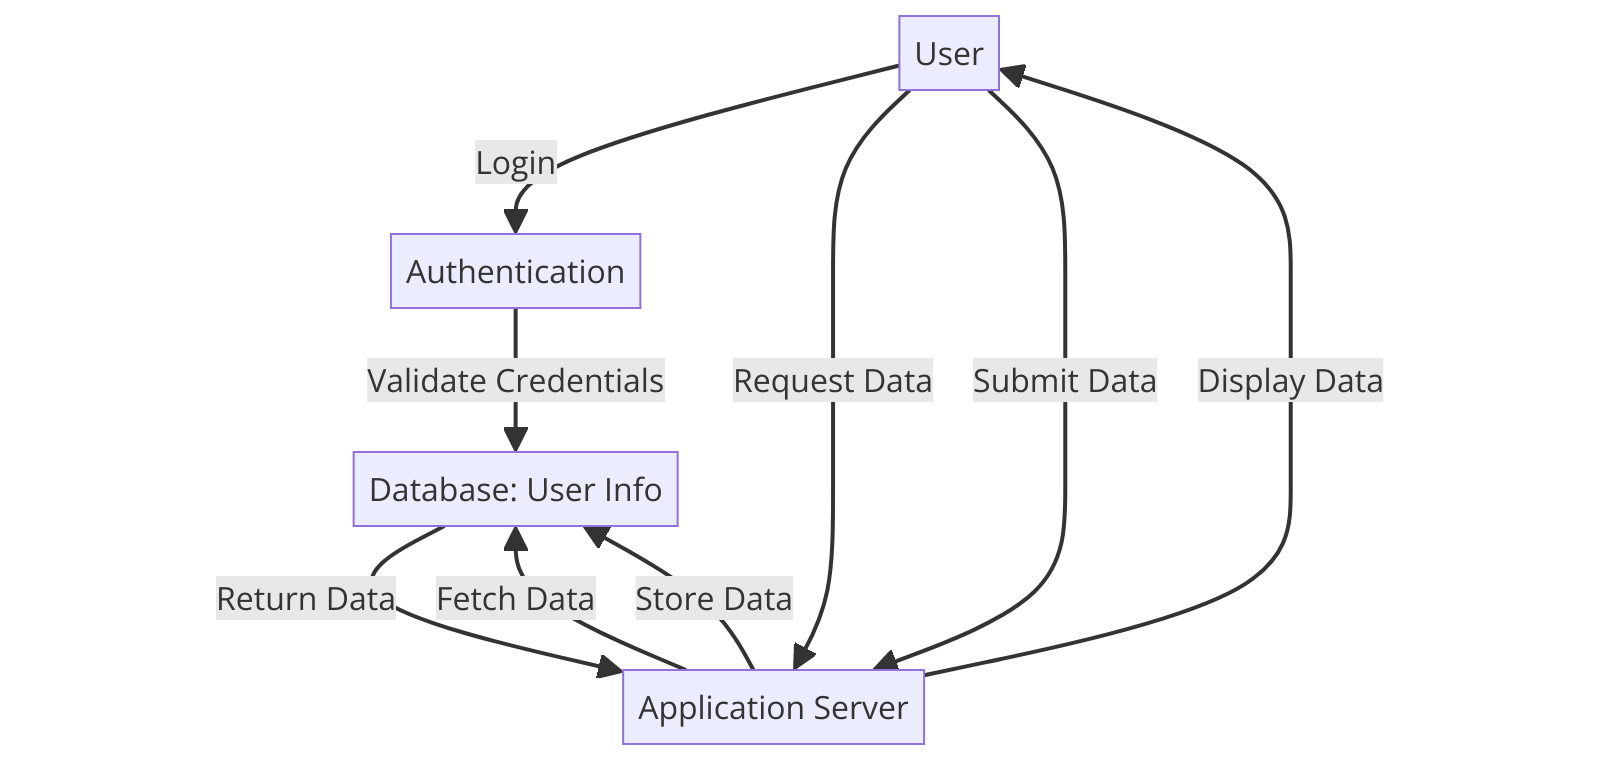 User
Login
Authentication
Validate Credentials
Request Data
Submit Data
Display Data
Database: User Info
Return Data
Fetch Data
Store Data
Application Server